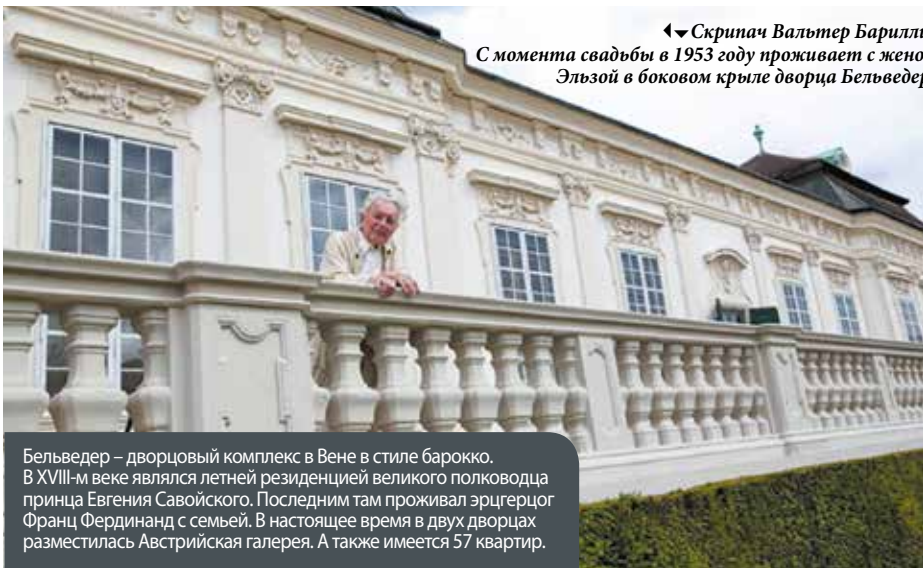 Скрипач Вальтер Барилли
С момента свадьбы в 1953 году проживает с
Эльзой в боковом крыле дворца
Бельведер – дворцовый комплекс в Вене в стиле барокко.
В XVIII-м веке являлся летней резиденцией великого полководца
принца Евгения Савойского. Последним там проживал эрцгерцог
Франц Фердинанд с семьей. В настоящее время в двух дворцах
разместилась Австрийская галерея. А также имеется 57 квартир.